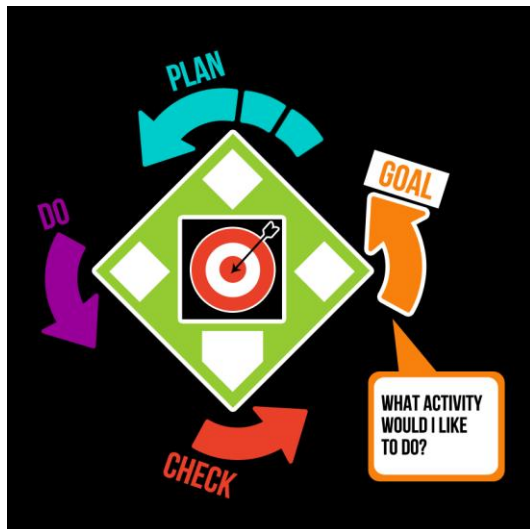 PLAN
GOAL
DO
WHAT ACTIVITY
WOULD I LIKE
TO DO?
CHECK